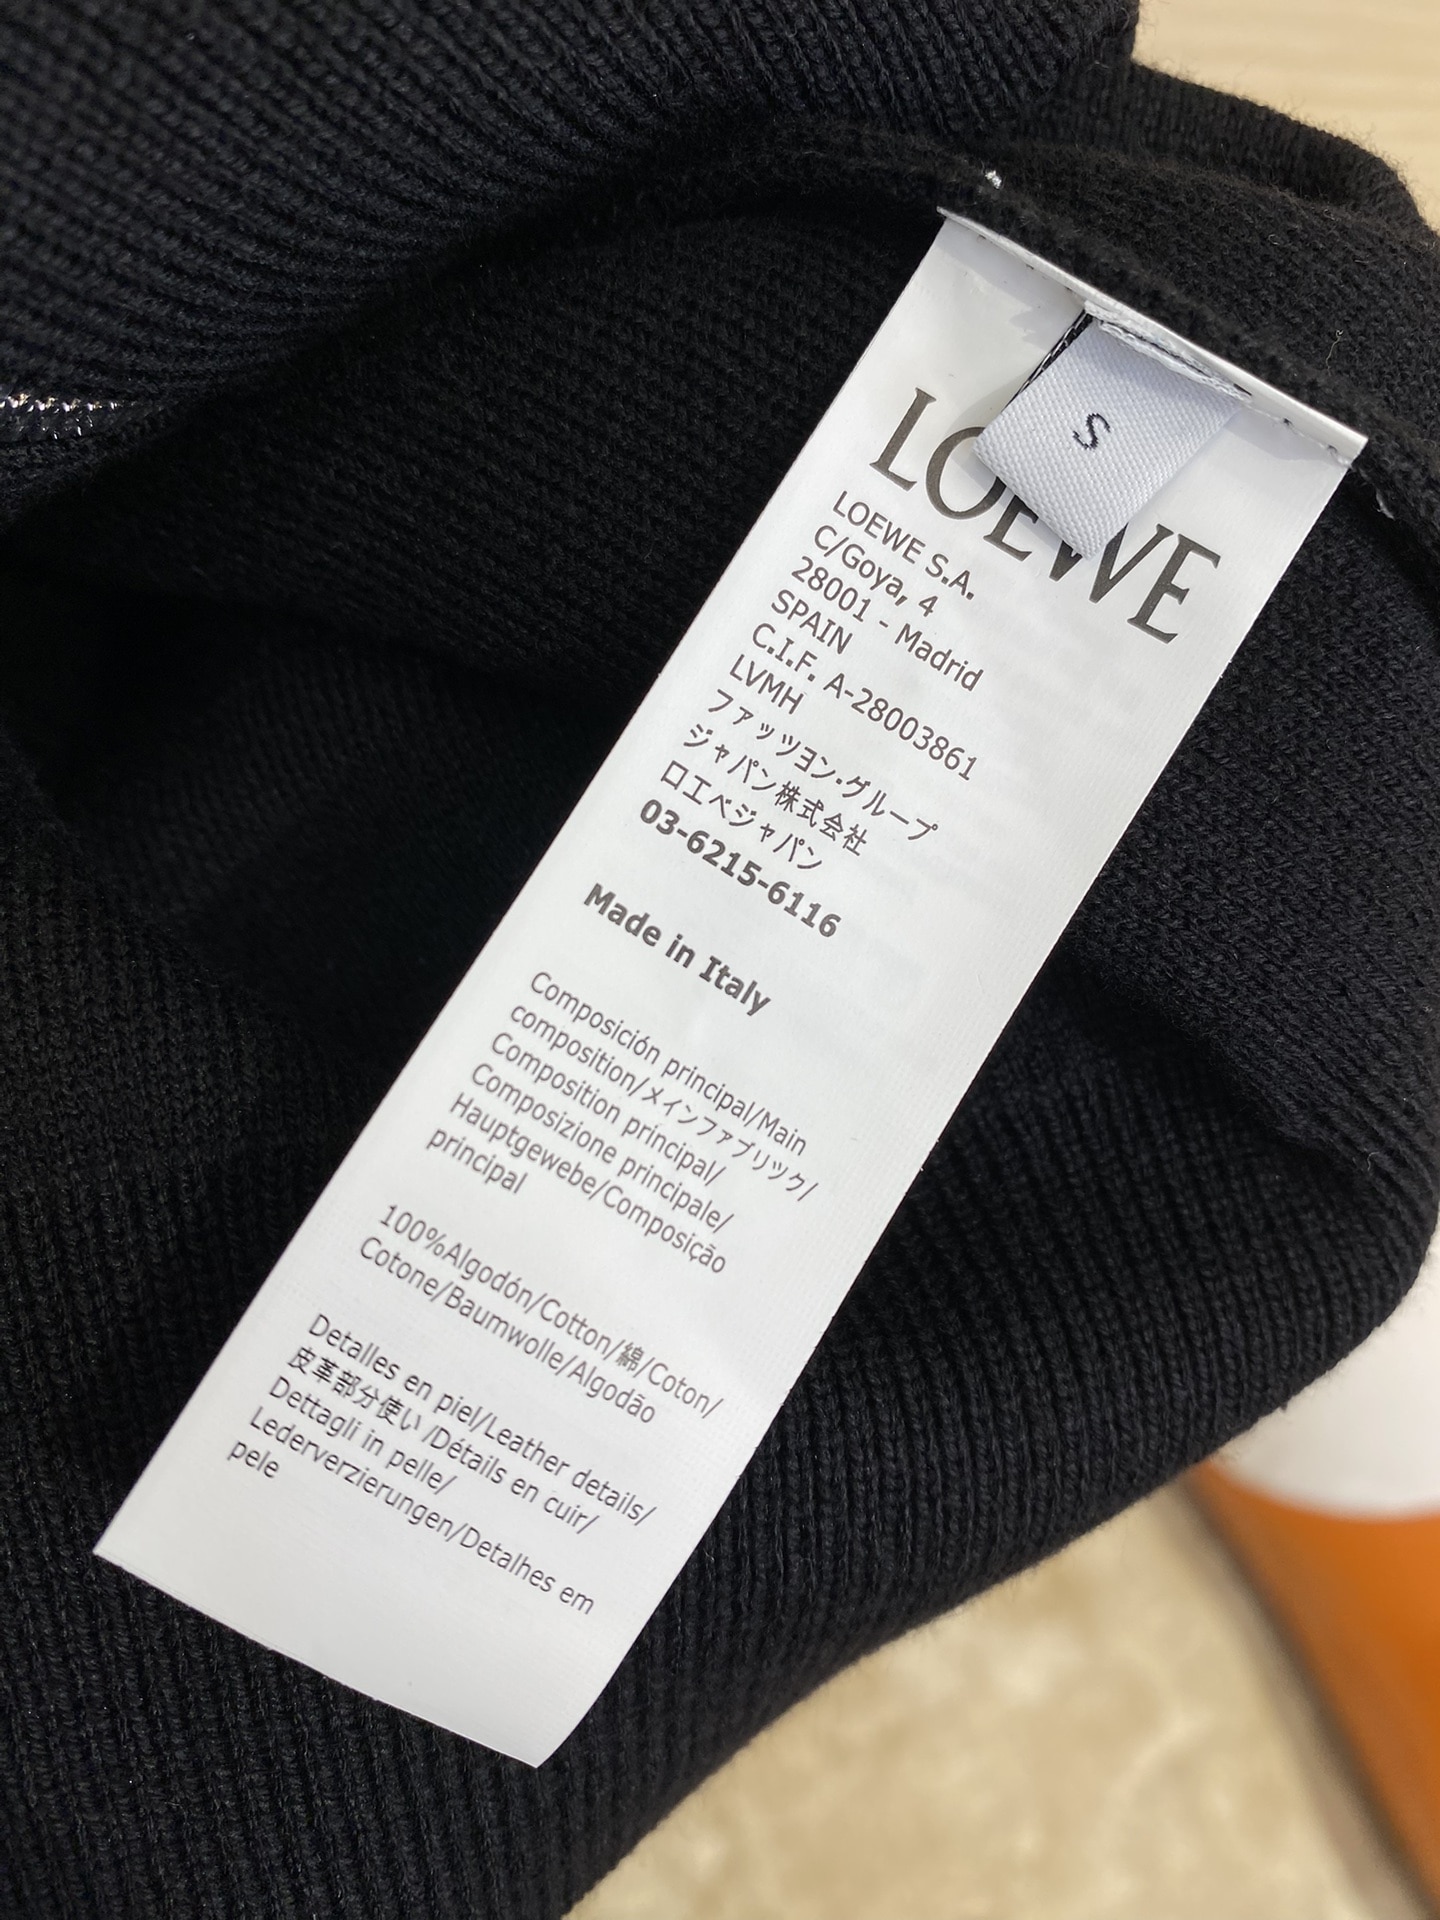 S
LOEWE
LOEWE S.A.
C/Goya, 4
28001 - Madrid
SPAIN
C.I.F. A-28003861
LVMH
ファッツヨン・グループ
ジャパン株式会社
ロエベジャパン
03-6215-6116
Made in Italy
Composición principal/Main
composition/メインファブリツク/
Composition principal/
Composizione principale/
Hauptgewebe/Composição
principal
100%Algodón/Cotton/綿/Coton/
Cotone/Baumwolle/Algodão
Detalles en piel/Leather details/
皮革部分使い/Détails en cuir/
Dettagli in pelle/
Lederverzierungen/Detalhes em
pele